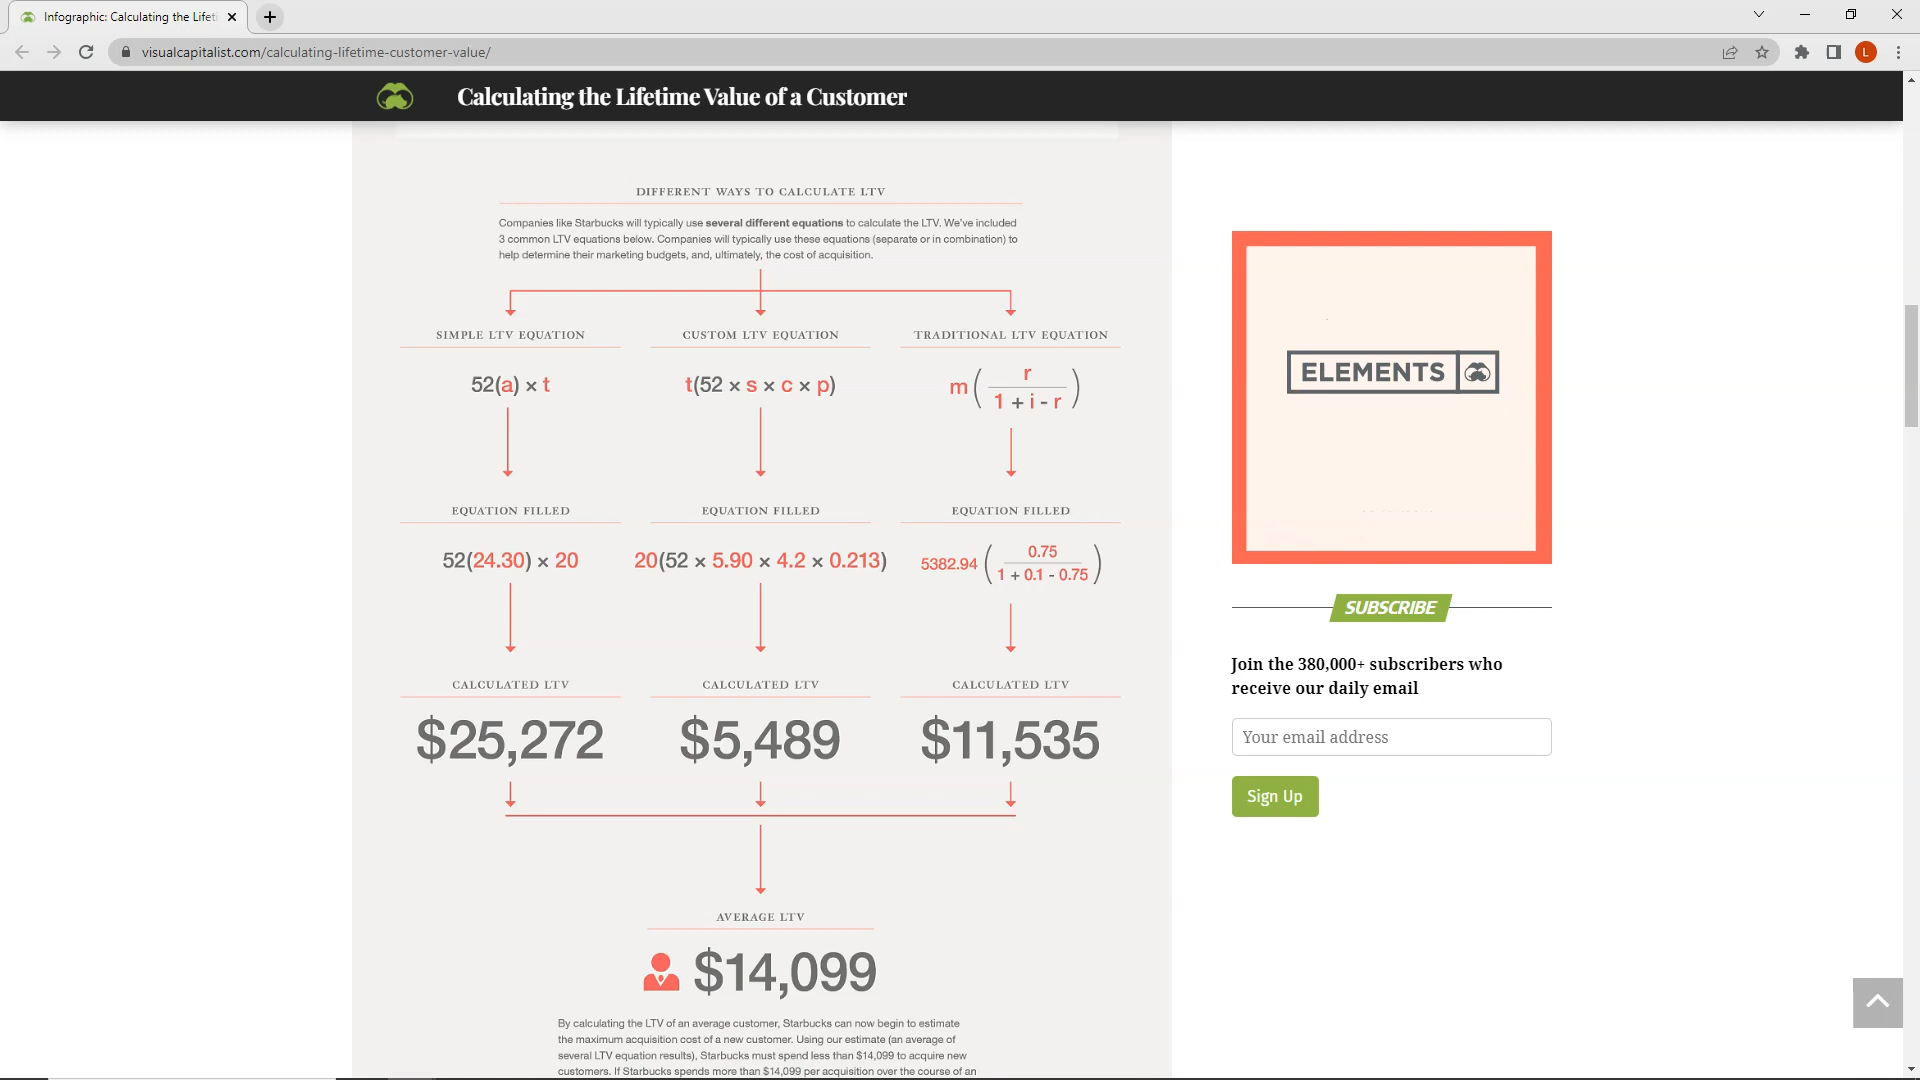 Infographic: Calculating the Lifeti
visualcapitalist.com/calculating-lifetime-customer-value/
L
Calculating the Lifetime Value of a Customer
DIFFERENT WAYS TO CALCULATE LTV
Companies like Starbucks will typically use several different equations to calculate the LTV. We've included
3 common LTV equations below. Companies will typically use these equations (separate or in combination) to
help determine their marketing budgets, and, ultimately, the cost of acquisition.
SIMPLE LTV EQUATION
52(a) × t
EQUATION FILLED
52(24.30) × 20
CALCULATED LTV
$25,272
CUSTOM LTV EQUATION
t(52 × s × c × p)
EQUATION FILLED
20(52 × 5.90 × 4.2 × 0.213)
CALCULATED LTV
$5,489
TRADITIONAL LTV EQUATION
m ( r
1 + i - r )
EQUATION FILLED
5382.94 ( 0.75
1 + 0.1 - 0.75 )
CALCULATED LTV
$11,535
AVERAGE LTV
$14,099
By calculating the LTV of an average customer, Starbucks can now begin to estimate
the maximum acquisition cost of a new customer. Using our estimate (an average of
several LTV equation results), Starbucks must spend less than $14,099 to acquire new
customers. If Starbucks spends more than $14,099 per acquisition over the course of an
ELEMENTS
SUBSCRIBE
Join the 380,000+ subscribers who
receive our daily email
Your email address
Sign Up